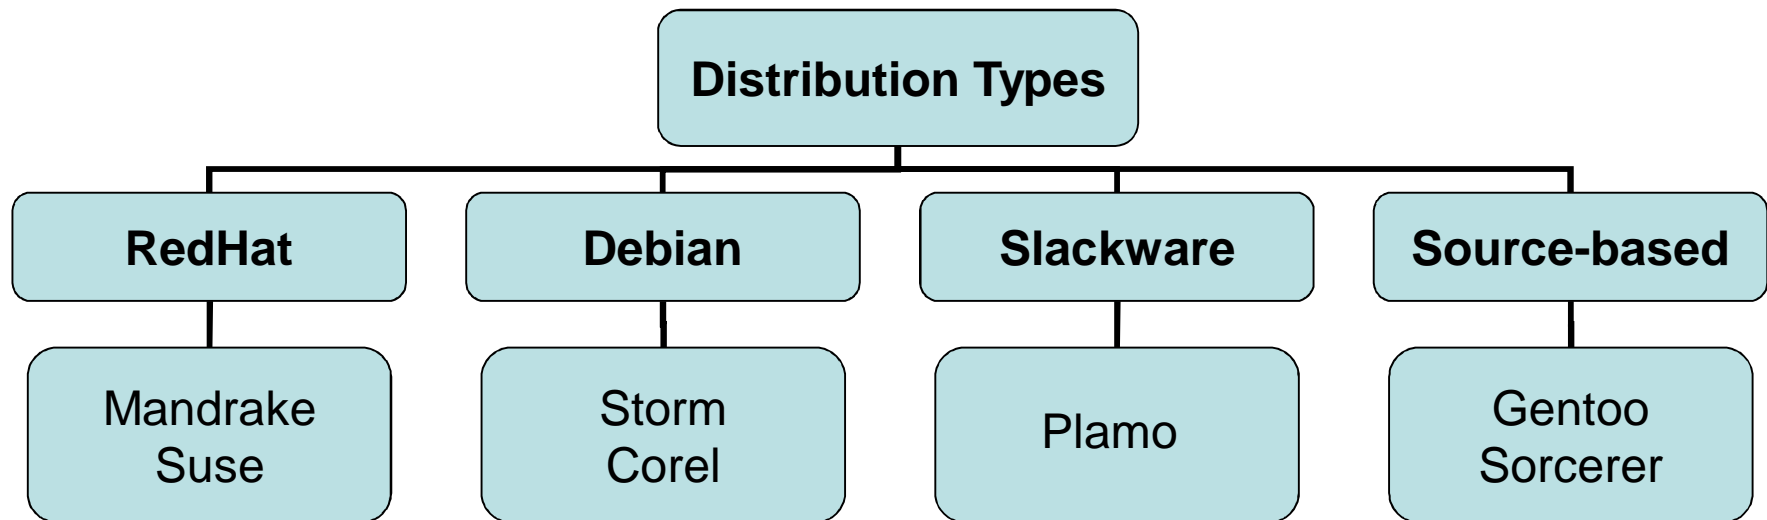 Distribution Types
RedHat
Debian
Slackware
Source-based
Mandrake
Suse
Storm
Corel
Plamo
Gentoo
Sorcerer